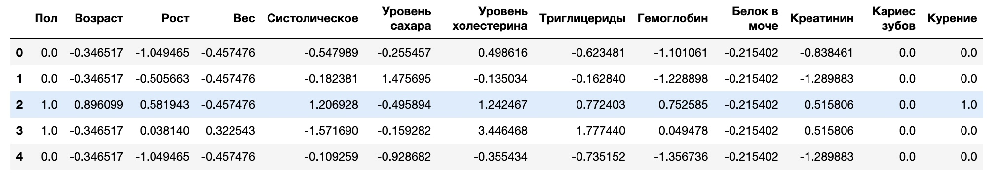 Пол Возраст Рост Вес Систолическое Уровень сахара Уровень холестерина Триглицериды Гемоглобин Белок в моче Креатинин Кариес зубов Курение
0 0.0 -0.346517 -1.049465 -0.457476 -0.547989 -0.255457 0.498616 -0.623481 -1.101061 -0.215402 -0.838461 0.0 0.0
1 0.0 -0.346517 -0.505663 -0.457476 -0.182381 1.475695 -0.135034 -0.162840 -1.228898 -0.215402 -1.289883 0.0 0.0
2 1.0 0.896099 0.581943 -0.457476 1.206928 -0.495894 1.242467 0.772403 0.752585 -0.215402 0.515806 0.0 1.0
3 1.0 -0.346517 0.038140 0.322543 -1.571690 -0.159282 3.446468 1.777440 0.049478 -0.215402 0.515806 0.0 0.0
4 0.0 -0.346517 -1.049465 -0.457476 -0.109259 -0.928682 -0.355434 -0.735152 -1.356736 -0.215402 -1.289883 0.0 0.0